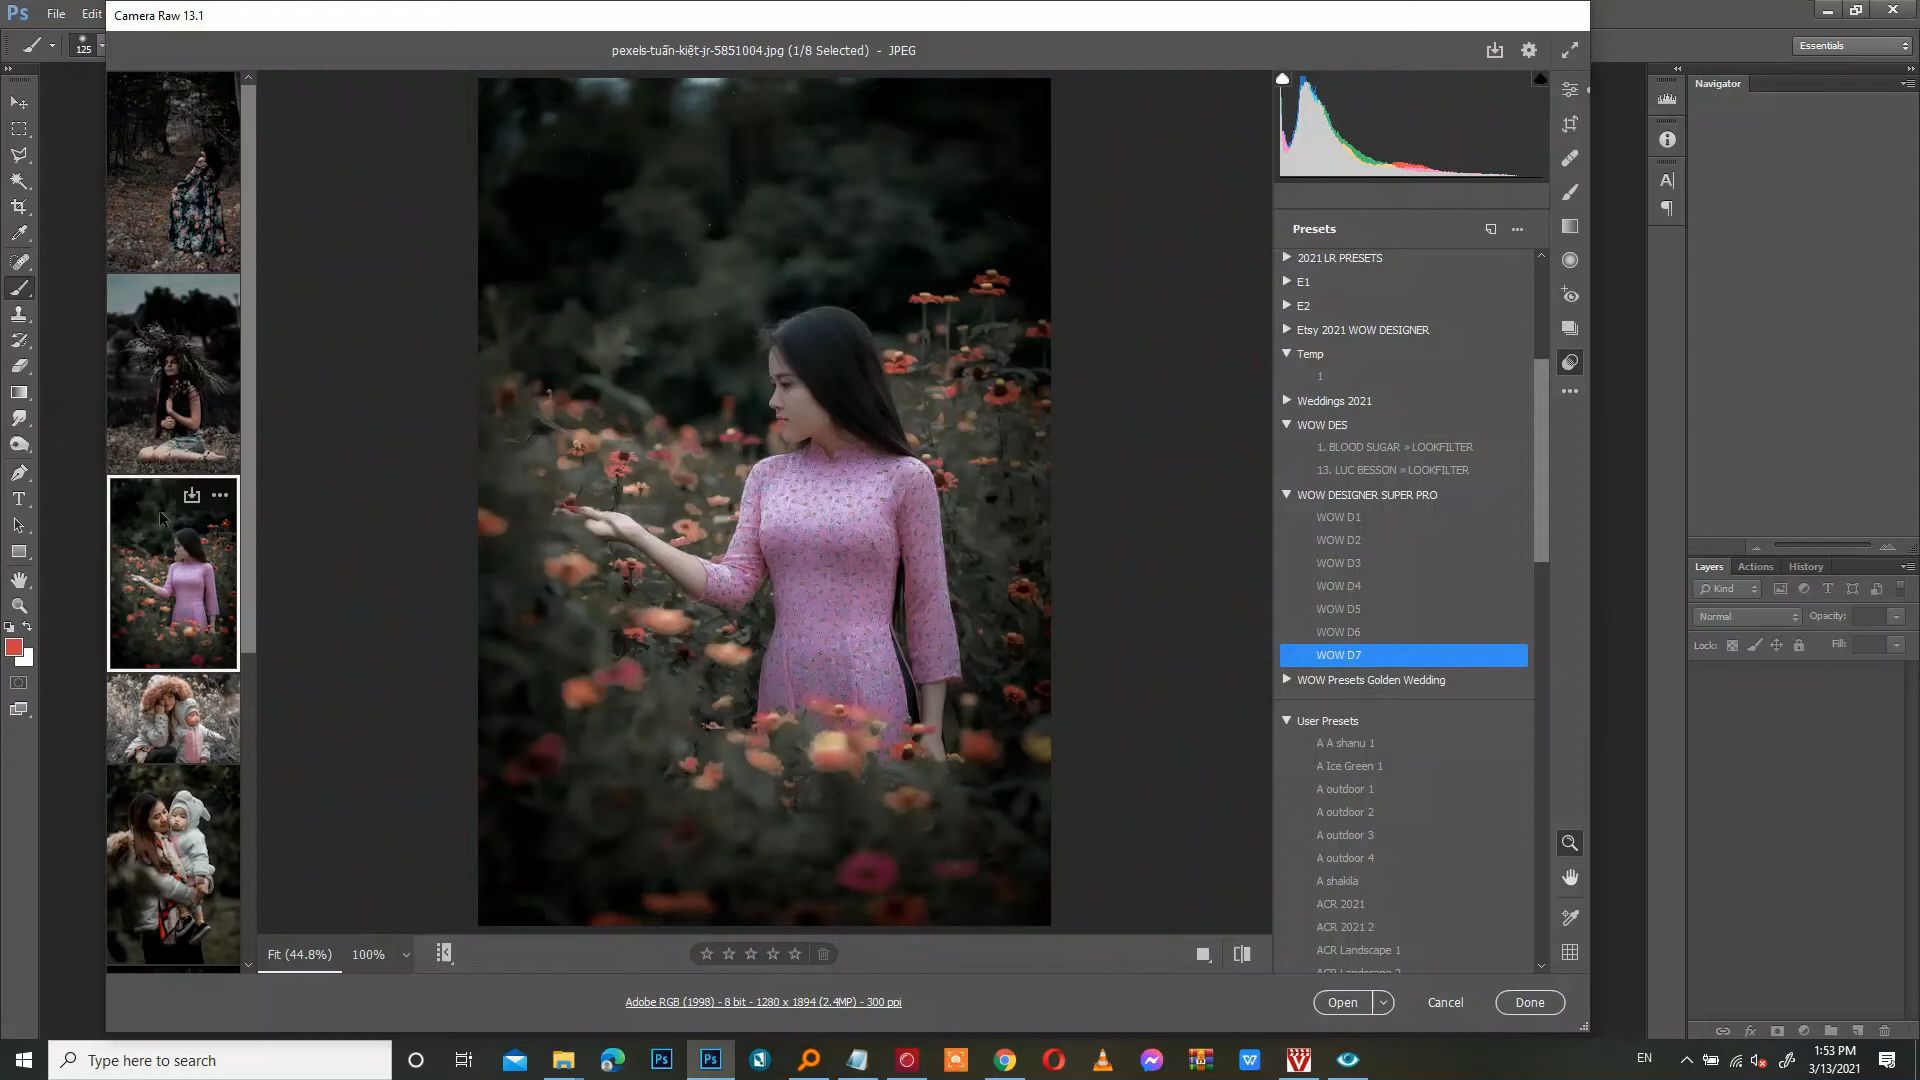 Ps File Edit
Camera Raw 13.1
125
Essentials
pexels-tuấn-kiệt-jr-5851004.jpg (1/8 Selected) - JPEG
Navigator
Presets
2021 LR PRESETS
E1
E2
Etsy 2021 WOW DESIGNER
Temp
1
Weddings 2021
WOW DES
1. BLOOD SUGAR » LOOKFILTER
13. LUC BESSON » LOOKFILTER
WOW DESIGNER SUPER PRO
WOW D1
WOW D2
WOW D3
WOW D4
WOW D5
WOW D6
WOW D7
WOW Presets Golden Wedding
User Presets
A A shanu 1
A Ice Green 1
A outdoor 1
A outdoor 2
A outdoor 3
A outdoor 4
A shakila
ACR 2021
ACR 2021 2
ACR Landscape 1
ACR Landscape 2
Layers Actions History
Kind
Normal Opacity:
Lock: Fill:
Fit (44.8%) 100%
Adobe RGB (1998) - 8 bit - 1280 x 1894 (2.4MP) - 300 ppi
Open Cancel Done
Type here to search
EN
1:53 PM
3/13/2021